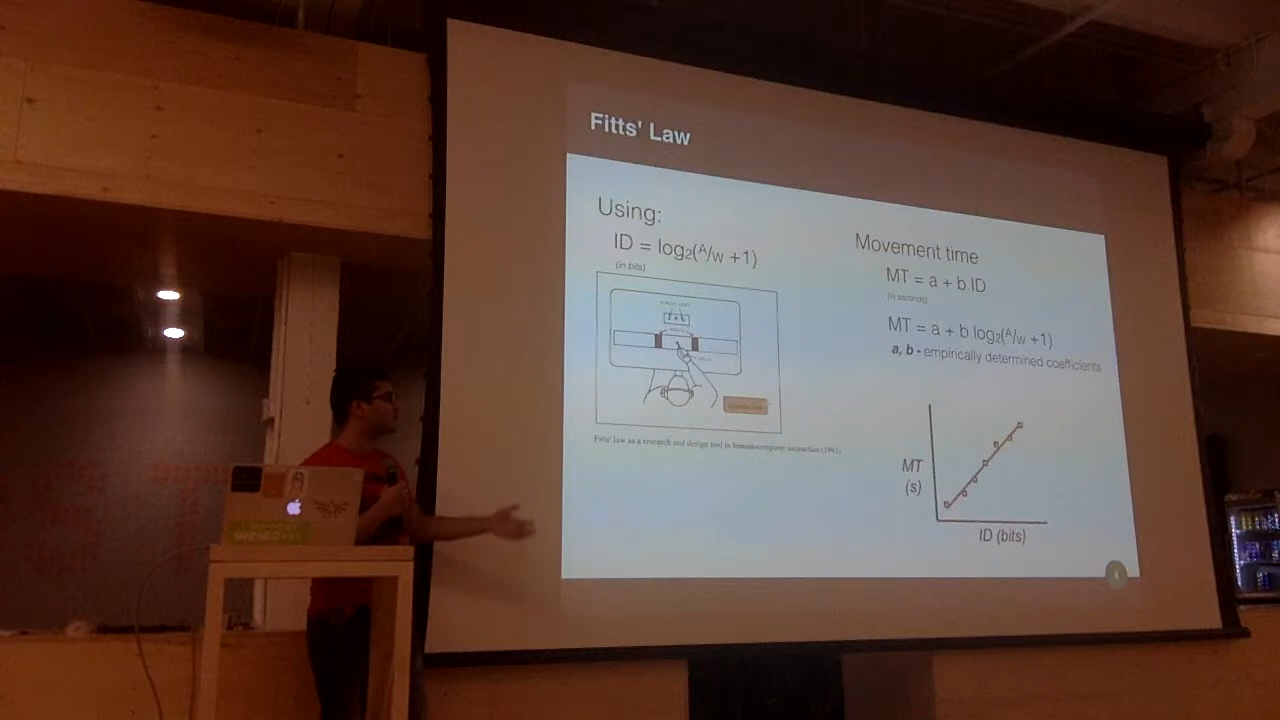 Fitts' Law
Using:
ID = log₂(A/w +1)
(in bits)
Fitts' law as a research and design tool in human-computer interaction (1992)
Movement time
MT = a + b.ID
(in seconds)
MT = a + b log₂(A/w +1)
a, b - empirically determined coefficients
MT
(s)
ID (bits)